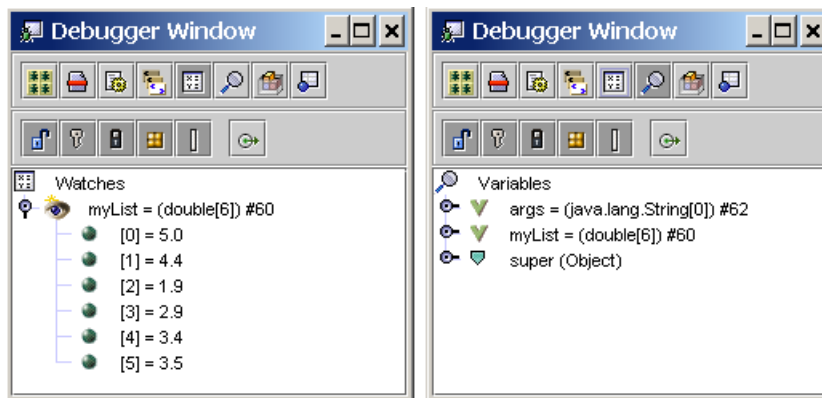 Debugger Window
Watches
myList = (double[6]) #60
[0] = 5.0
[1] = 4.4
[2] = 1.9
[3] = 2.9
[4] = 3.4
[5] = 3.5
Debugger Window
Variables
args = (java.lang.String[0]) #62
myList = (double[6]) #60
super (Object)